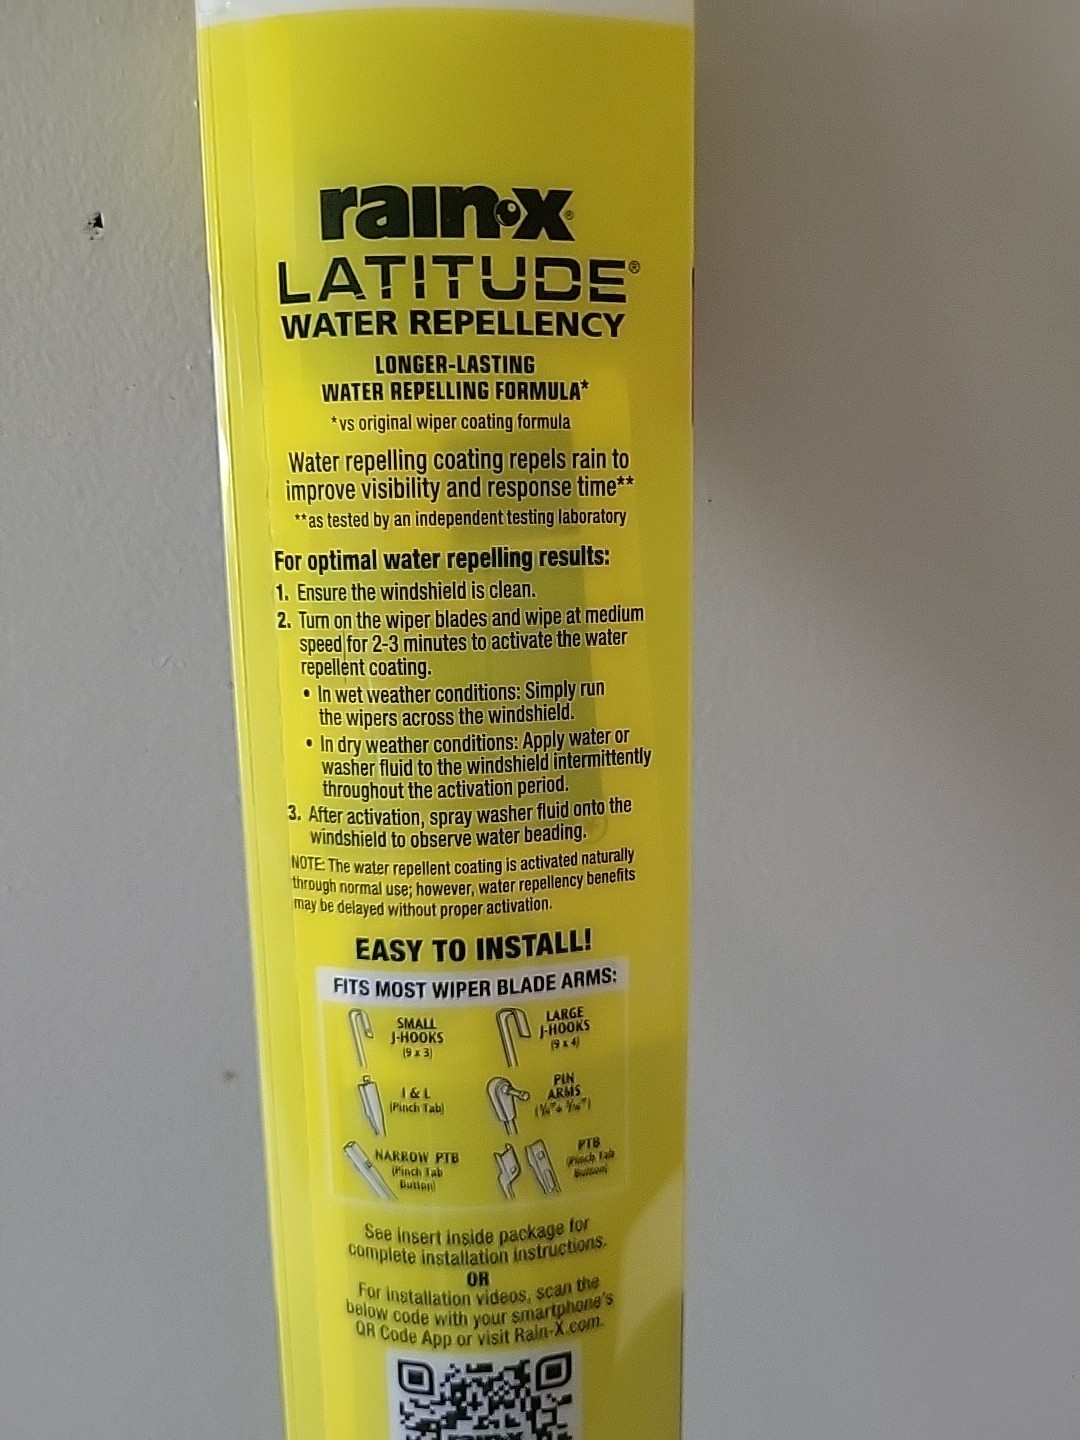 rain-x®
LATITUDE®
WATER REPELLENCY
LONGER-LASTING
WATER REPELLING FORMULA*
*vs original wiper coating formula
Water repelling coating repels rain to
improve visibility and response time**
**as tested by an independent testing laboratory
For optimal water repelling results:
1. Ensure the windshield is clean.
2. Turn on the wiper blades and wipe at medium
speed for 2-3 minutes to activate the water
repellent coating.
• In wet weather conditions: Simply run
the wipers across the windshield.
• In dry weather conditions: Apply water or
washer fluid to the windshield intermittently
throughout the activation period.
3. After activation, spray washer fluid onto the
windshield to observe water beading.
NOTE: The water repellent coating is activated naturally
through normal use; however, water repellency benefits
may be delayed without proper activation.
EASY TO INSTALL!
FITS MOST WIPER BLADE ARMS:
SMALL
J-HOOKS
(9 x 3)
LARGE
J-HOOKS
(9 x 4)
I & L
(Pinch Tab)
PIN
ARMS
NARROW PTB
(Pinch Tab
Button)
PTB
(Pinch Tab
Button)
See insert inside package for
complete installation instructions.
OR
For installation videos, scan the
below code with your smartphone's
QR Code App or visit Rain-X.com.